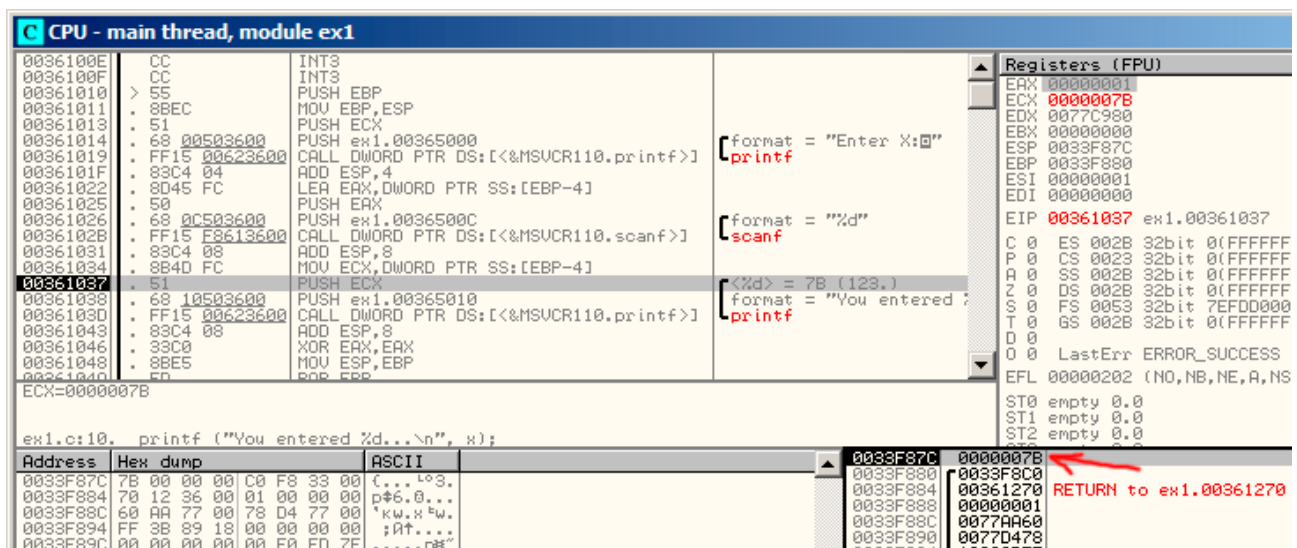 C CPU - main thread, module ex1
0036100E CC INT3
0036100F CC INT3
00361010 > 55 PUSH EBP
00361011 . 8BEC MOV EBP,ESP
00361013 . 51 PUSH ECX
00361014 . 68 00503600 PUSH ex1.00365000 format = "Enter X:◙"
00361019 . FF15 00623600 CALL DWORD PTR DS:[<&MSVCR110.printf>] printf
0036101F . 83C4 04 ADD ESP,4
00361022 . 8D45 FC LEA EAX,DWORD PTR SS:[EBP-4]
00361025 . 50 PUSH EAX
00361026 . 68 0C503600 PUSH ex1.0036500C format = "%d"
0036102B . FF15 F8613600 CALL DWORD PTR DS:[<&MSVCR110.scanf>] scanf
00361031 . 83C4 08 ADD ESP,8
00361034 . 8B4D FC MOV ECX,DWORD PTR SS:[EBP-4]
00361037 . 51 PUSH ECX <%d> = 7B (123.)
00361038 . 68 10503600 PUSH ex1.00365010 format = "You entered %
0036103D . FF15 00623600 CALL DWORD PTR DS:[<&MSVCR110.printf>] printf
00361043 . 83C4 08 ADD ESP,8
00361046 . 33C0 XOR EAX,EAX
00361048 . 8BE5 MOV ESP,EBP
ECX=0000007B
ex1.c:10. printf ("You entered %d...\n", x);
Registers (FPU)
EAX 00000001
ECX 0000007B
EDX 0077C980
EBX 00000000
ESP 0033F87C
EBP 0033F880
ESI 00000001
EDI 00000000
EIP 00361037 ex1.00361037
C 0 ES 002B 32bit 0(FFFFFF
P 0 CS 0023 32bit 0(FFFFFF
A 0 SS 002B 32bit 0(FFFFFF
Z 0 DS 002B 32bit 0(FFFFFF
S 0 FS 0053 32bit 7EFDD000
T 0 GS 002B 32bit 0(FFFFFF
D 0
O 0 LastErr ERROR_SUCCESS
EFL 00000202 (NO,NB,NE,A,NS
ST0 empty 0.0
ST1 empty 0.0
ST2 empty 0.0
Address Hex dump ASCII
0033F87C 7B 00 00 00 C0 F8 33 00
0033F884 70 12 36 00 01 00 00 00
0033F88C 60 AA 77 00 78 D4 77 00
0033F894 FF 3B 89 18 00 00 00 00
0033F87C 0000007B
0033F880 0033F8C0
0033F884 00361270 RETURN to ex1.00361270
0033F888 00000001
0033F88C 0077AA60
0033F890 0077D478